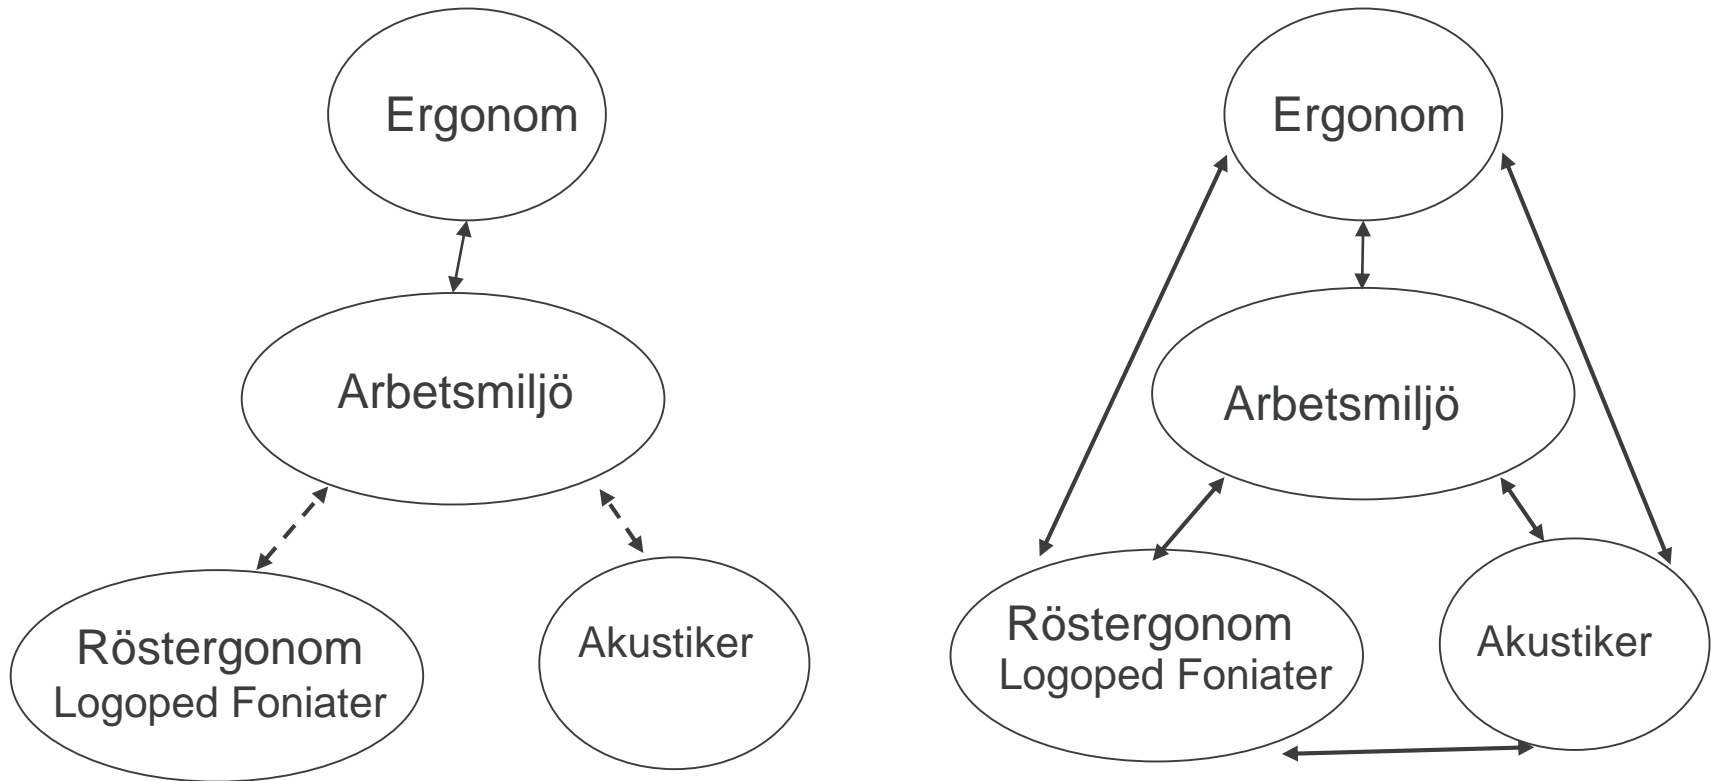 Ergonom
Arbetsmiljö
Röstergonom
Logoped Foniater
Akustiker
Ergonom
Arbetsmiljö
Röstergonom
Logoped Foniater
Akustiker